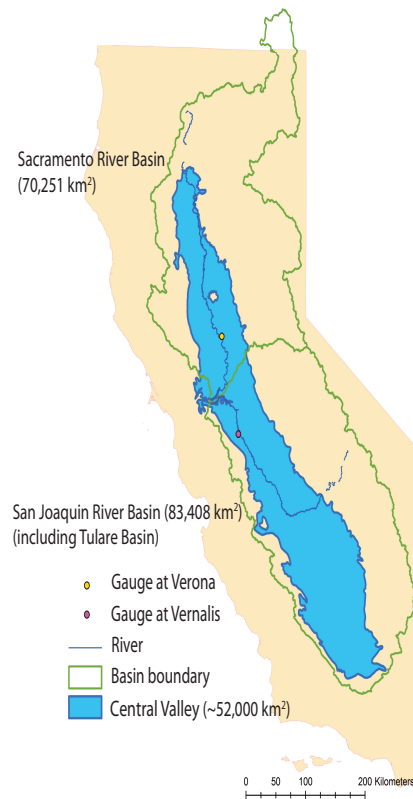 Sacramento River Basin
(70,251 km²)
San Joaquin River Basin (83,408 km²)
(including Tulare Basin)
Gauge at Verona
Gauge at Vernalis
River
Basin boundary
Central Valley (~52,000 km²)
0 50 100 200 Kilometers